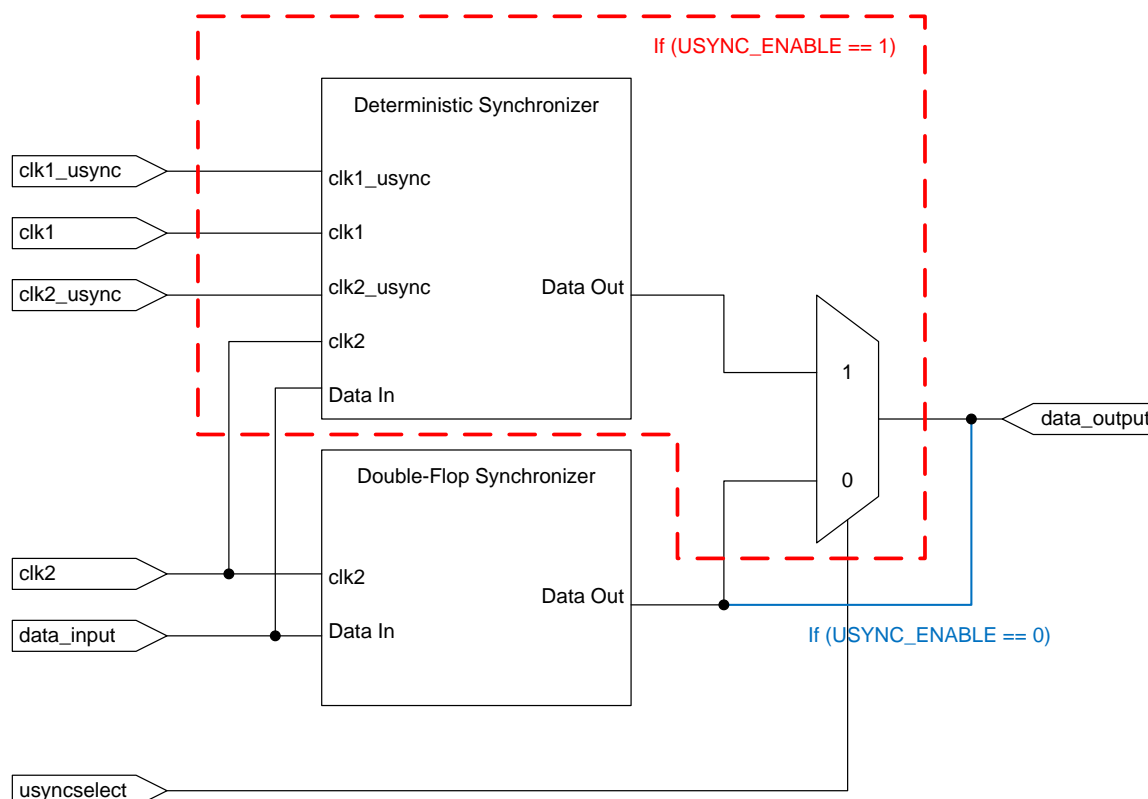 If (USYNC_ENABLE == 1)
Deterministic Synchronizer
clk1_usync
clk1_usync
clk1
clk1
clk2_usync
clk2_usync
Data Out
clk2
Data In
1
0
data_output
Double-Flop Synchronizer
clk2
clk2
Data Out
data_input
Data In
If (USYNC_ENABLE == 0)
usyncselect